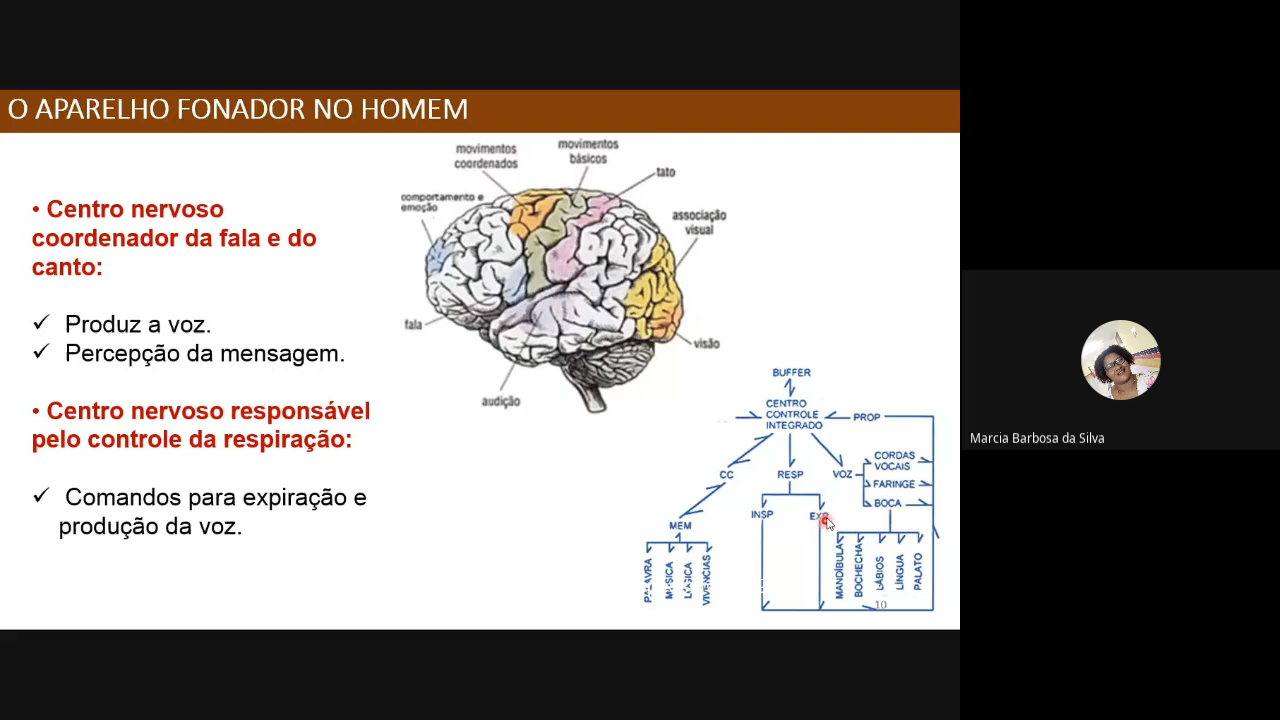 O APARELHO FONADOR NO HOMEM
• Centro nervoso
coordenador da fala e do
canto:
✓ Produz a voz.
✓ Percepção da mensagem.
• Centro nervoso responsável
pelo controle da respiração:
✓ Comandos para expiração e
produção da voz.
movimentos
coordenados
movimentos
básicos
tato
comportamento e
emoção
associação
visual
fala
visão
audição
BUFFER
CENTRO
CONTROLE
INTEGRADO
PROP
CC
RESP
VOZ
CORDAS
VOCAIS
FARINGE
BOCA
MEM
INSP
PALAVRA
MÚSICA
LÓGICA
VIVÊNCIAS
MANDÍBULA
BOCHECHA
LÁBIOS
LÍNGUA
PALATO
10
Marcia Barbosa da Silva